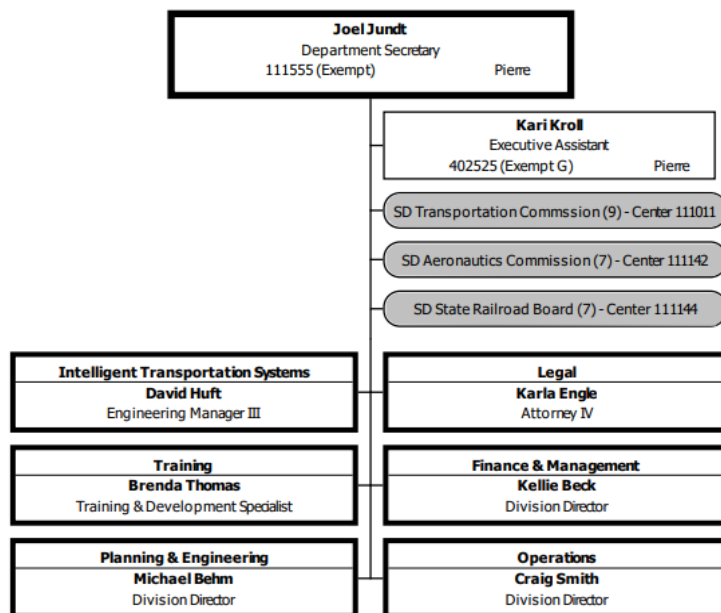 Joel Jundt
Department Secretary
111555 (Exempt) Pierre
Kari Kroll
Executive Assistant
402525 (Exempt G) Pierre
SD Transportation Commssion (9) - Center 111011
SD Aeronautics Commission (7) - Center 111142
SD State Railroad Board (7) - Center 111144
Intelligent Transportation Systems
David Huft
Engineering Manager III
Legal
Karla Engle
Attorney IV
Training
Brenda Thomas
Training & Development Specialist
Finance & Management
Kellie Beck
Division Director
Planning & Engineering
Michael Behm
Division Director
Operations
Craig Smith
Division Director